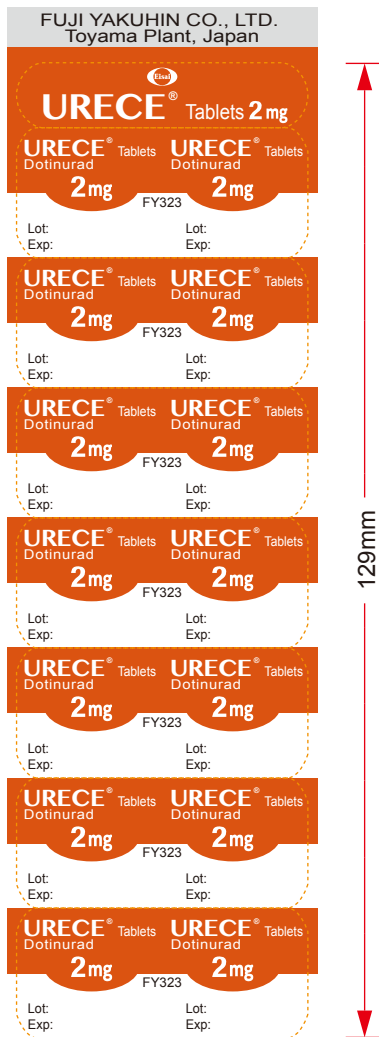 FUJI YAKUHIN CO., LTD.
Toyama Plant, Japan
Eisai
URECE® Tablets 2 mg
URECE® Tablets URECE® Tablets
Dotinurad Dotinurad
2mg 2mg
FY323
Lot: Lot:
Exp: Exp:
URECE® Tablets URECE® Tablets
Dotinurad Dotinurad
2mg 2mg
FY323
Lot: Lot:
Exp: Exp:
URECE® Tablets URECE® Tablets
Dotinurad Dotinurad
2mg 2mg
FY323
Lot: Lot:
Exp: Exp:
URECE® Tablets URECE® Tablets
Dotinurad Dotinurad
2mg 2mg
FY323
Lot: Lot:
Exp: Exp:
URECE® Tablets URECE® Tablets
Dotinurad Dotinurad
2mg 2mg
FY323
Lot: Lot:
Exp: Exp:
URECE® Tablets URECE® Tablets
Dotinurad Dotinurad
2mg 2mg
FY323
Lot: Lot:
Exp: Exp:
URECE® Tablets URECE® Tablets
Dotinurad Dotinurad
2mg 2mg
FY323
Lot: Lot:
Exp: Exp:
129mm